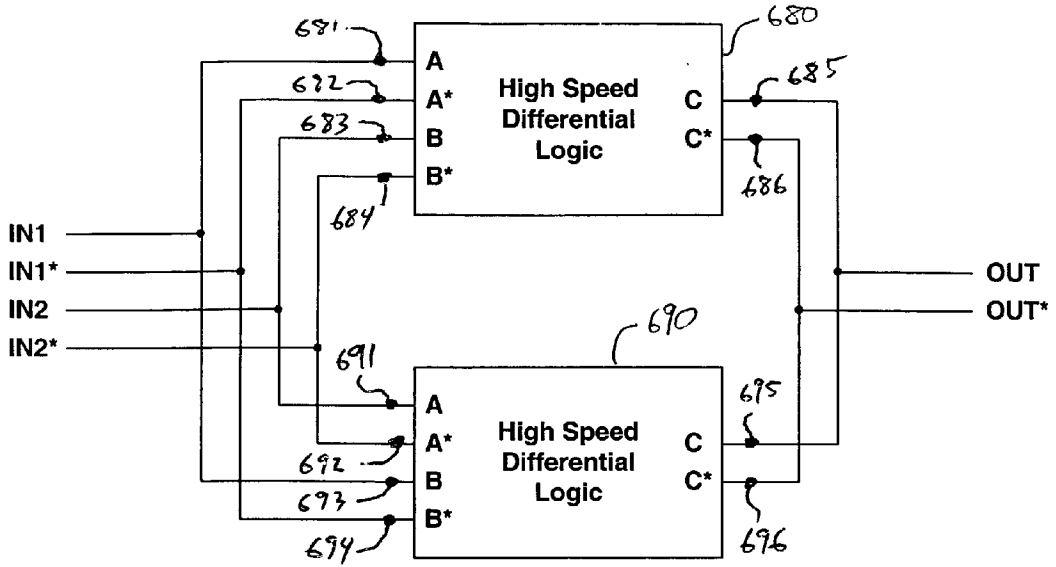 681
680
A
682
A*
High Speed
Differential
Logic
C
685
683
B
C*
B*
684
686
IN1
IN1*
IN2
IN2*
OUT
OUT*
690
691
A
695
A*
High Speed
Differential
Logic
C
692
B
C*
693
B*
694
696